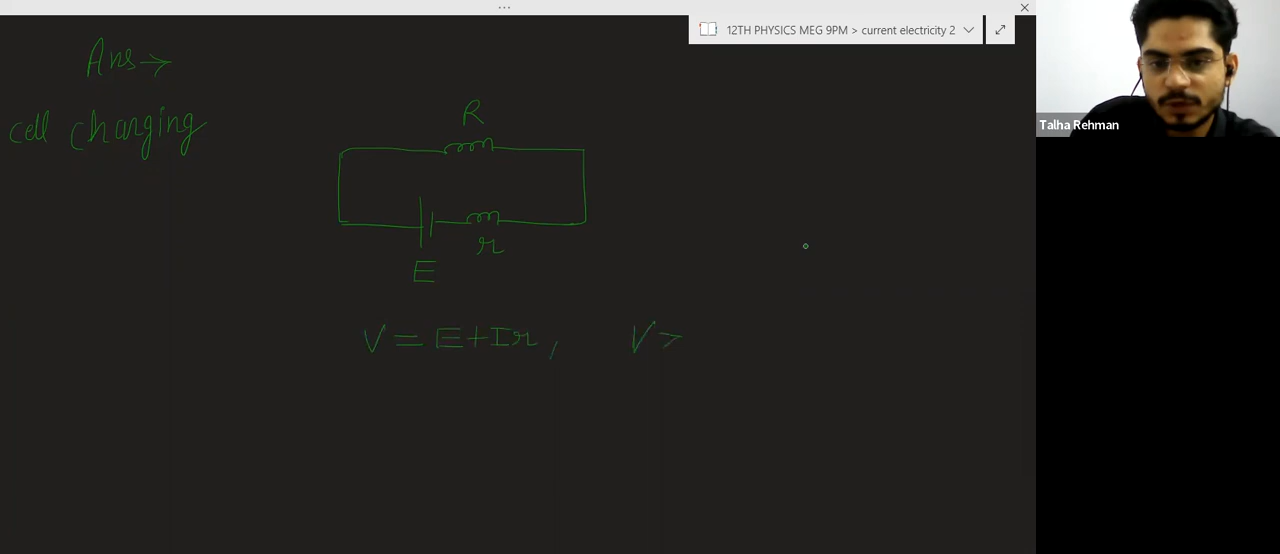 12TH PHYSICS MEG 9PM > current electricity 2
Talha Rehman
Ans →
cell charging
R
r
E
V = E + Ir, V >